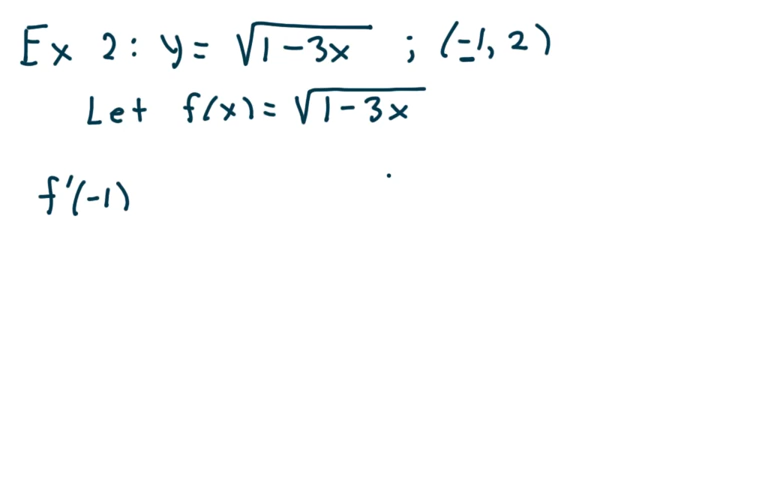 Ex 2: y = √(1-3x) ; (-1, 2)
Let f(x) = √(1-3x)
f'(-1)